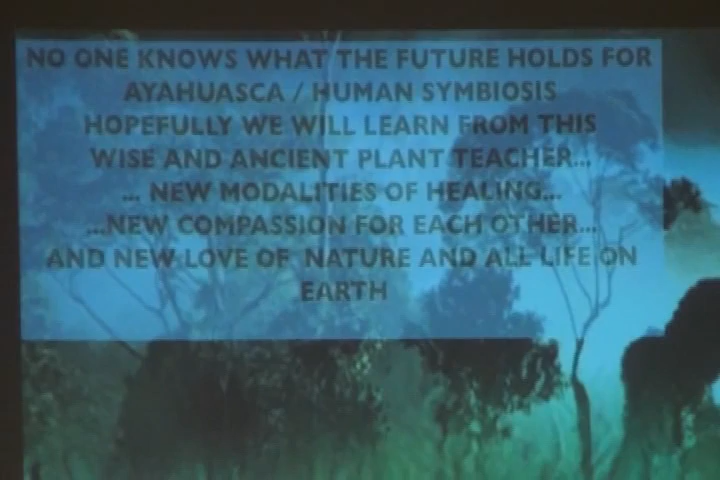 NO ONE KNOWS WHAT THE FUTURE HOLDS FOR
AYAHUASCA / HUMAN SYMBIOSIS
HOPEFULLY WE WILL LEARN FROM THIS
WISE AND ANCIENT PLANT TEACHER...
... NEW MODALITIES OF HEALING...
...NEW COMPASSION FOR EACH OTHER...
AND NEW LOVE OF NATURE AND ALL LIFE ON
EARTH